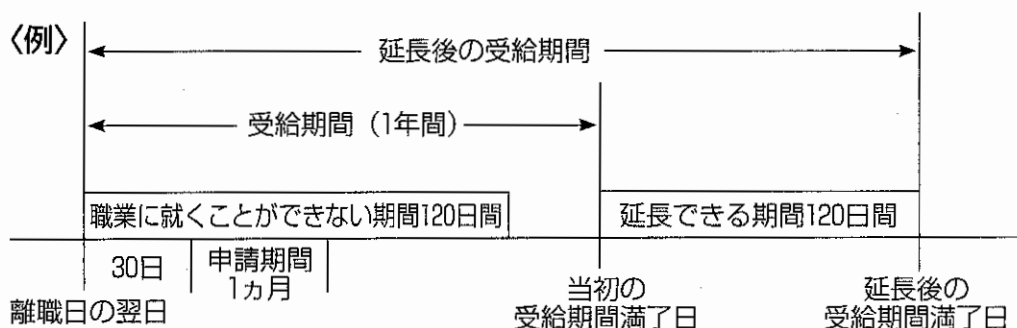 〈例〉
延長後の受給期間
受給期間（1年間）
職業に就くことができない期間120日間
延長できる期間120日間
30日
申請期間
1ヵ月
離職日の翌日
当初の
受給期間満了日
延長後の
受給期間満了日